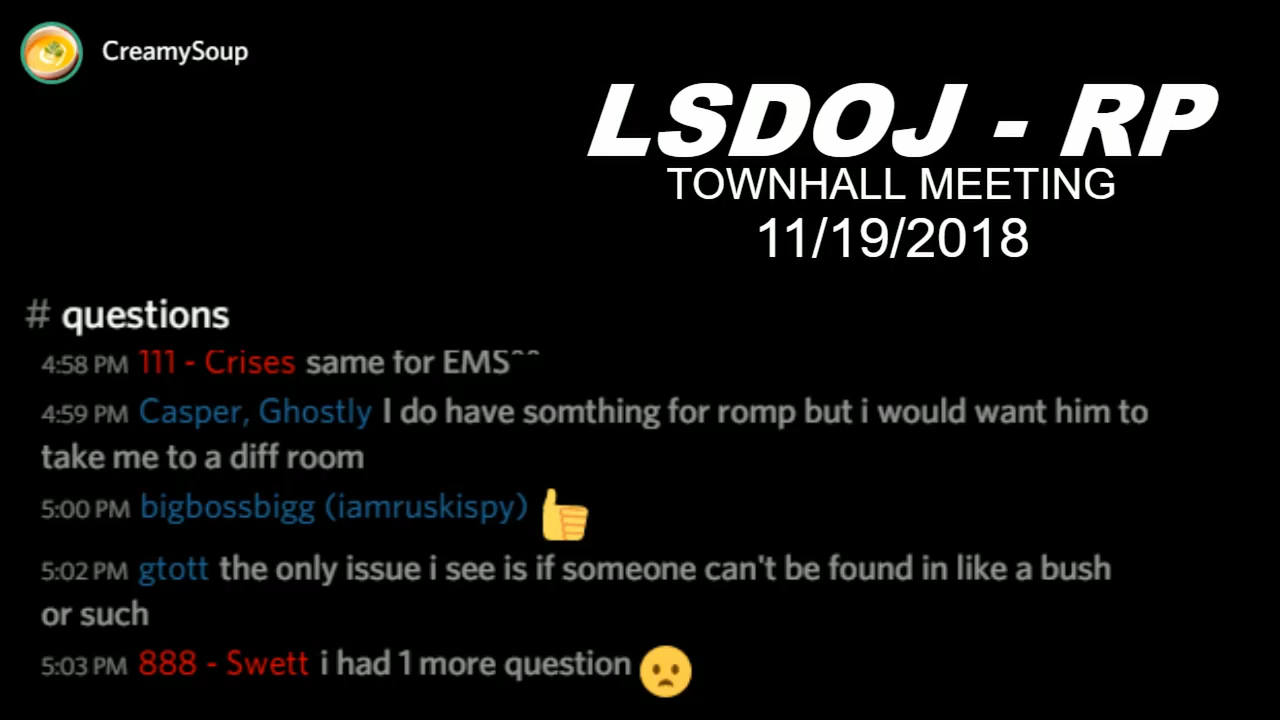 CreamySoup
LSDOJ - RP
TOWNHALL MEETING
11/19/2018
# questions
4:58 PM 111 - Crises same for EMS^^
4:59 PM Casper, Ghostly I do have somthing for romp but i would want him to
take me to a diff room
5:00 PM bigbossbigg (iamruskispy) 👍
5:02 PM gtott the only issue i see is if someone can't be found in like a bush
or such
5:03 PM 888 - Swett i had 1 more question 😦